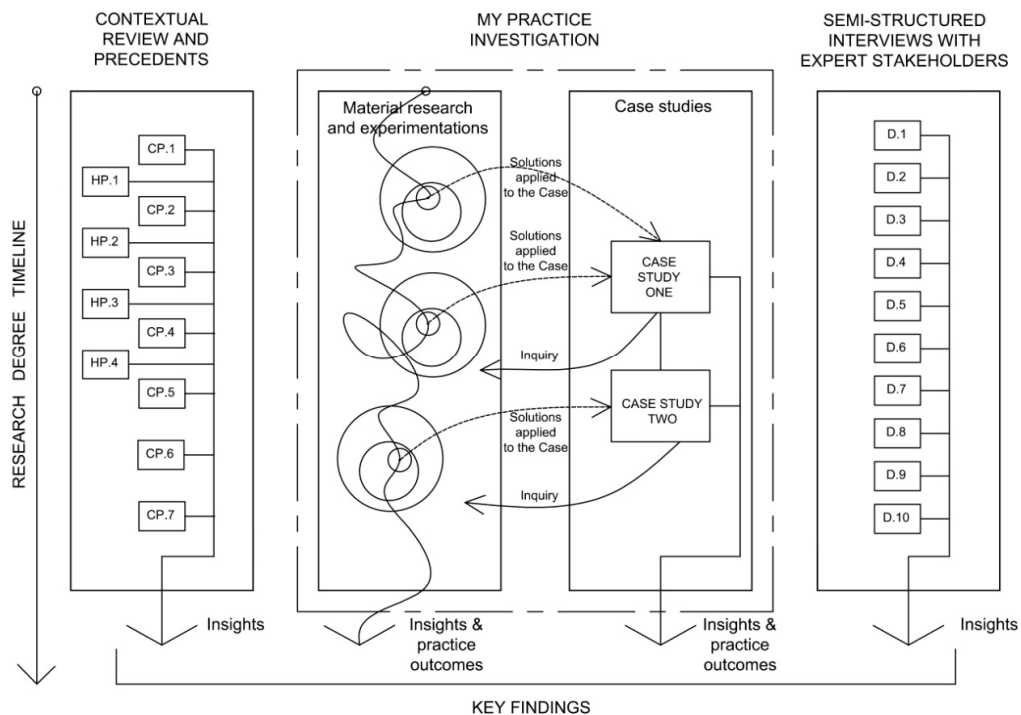 CONTEXTUAL
REVIEW AND
PRECEDENTS
MY PRACTICE
INVESTIGATION
SEMI-STRUCTURED
INTERVIEWS WITH
EXPERT STAKEHOLDERS
RESEARCH DEGREE TIMELINE
CP.1
HP.1
CP.2
HP.2
CP.3
HP.3
CP.4
HP.4
CP.5
CP.6
CP.7
Insights
Material research
and experimentations
Solutions
applied
to the Case
Solutions
applied
to the Case
Inquiry
Solutions
applied
to the Case
Inquiry
Insights &
practice
outcomes
Case studies
CASE
STUDY
ONE
CASE STUDY
TWO
Insights &
practice
outcomes
D.1
D.2
D.3
D.4
D.5
D.6
D.7
D.8
D.9
D.10
Insights
KEY FINDINGS